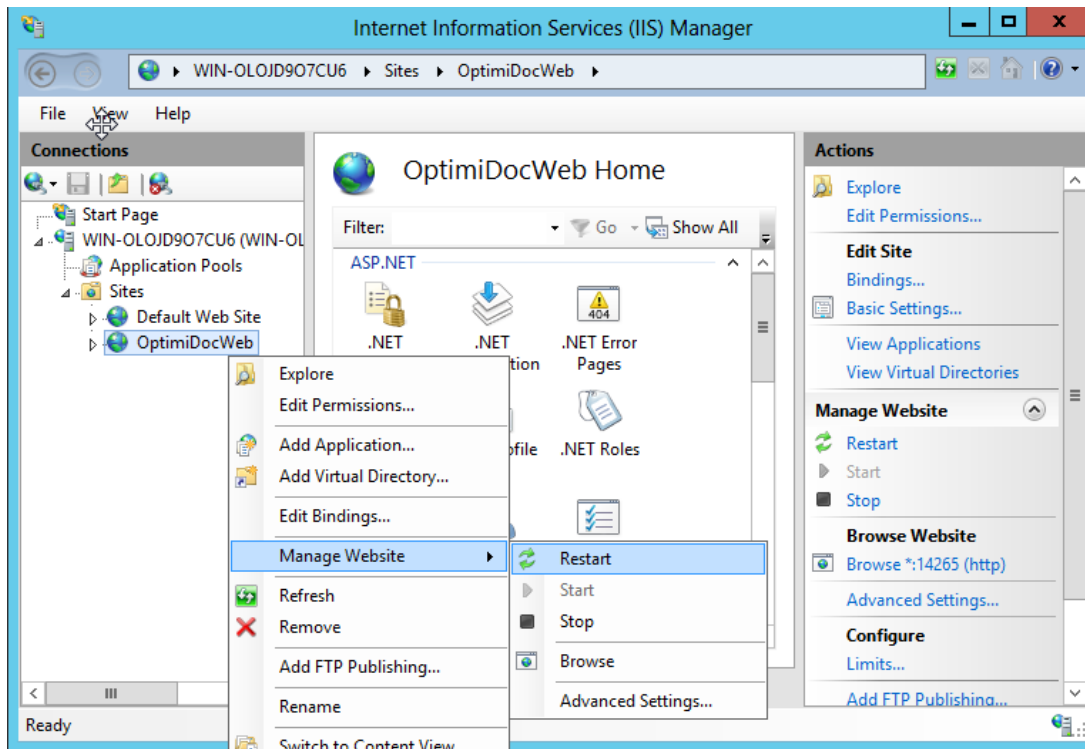 Internet Information Services (IIS) Manager
WIN-OLOJD9O7CU6 Sites OptimiDocWeb
File View Help
Connections
Start Page
WIN-OLOJD9O7CU6 (WIN-OL
Application Pools
Sites
Default Web Site
OptimiDocWeb
OptimiDocWeb Home
Filter: Go Show All
ASP.NET
.NET
.NET
tion
404
.NET Error
Pages
ofile
.NET Roles
Explore
Edit Permissions...
Add Application...
Add Virtual Directory...
Edit Bindings...
Manage Website
Refresh
Remove
Add FTP Publishing...
Rename
Switch to Content View
Restart
Start
Stop
Browse
Advanced Settings...
Actions
Explore
Edit Permissions...
Edit Site
Bindings...
Basic Settings...
View Applications
View Virtual Directories
Manage Website
Restart
Start
Stop
Browse Website
Browse *:14265 (http)
Advanced Settings...
Configure
Limits...
Add FTP Publishing...
Ready